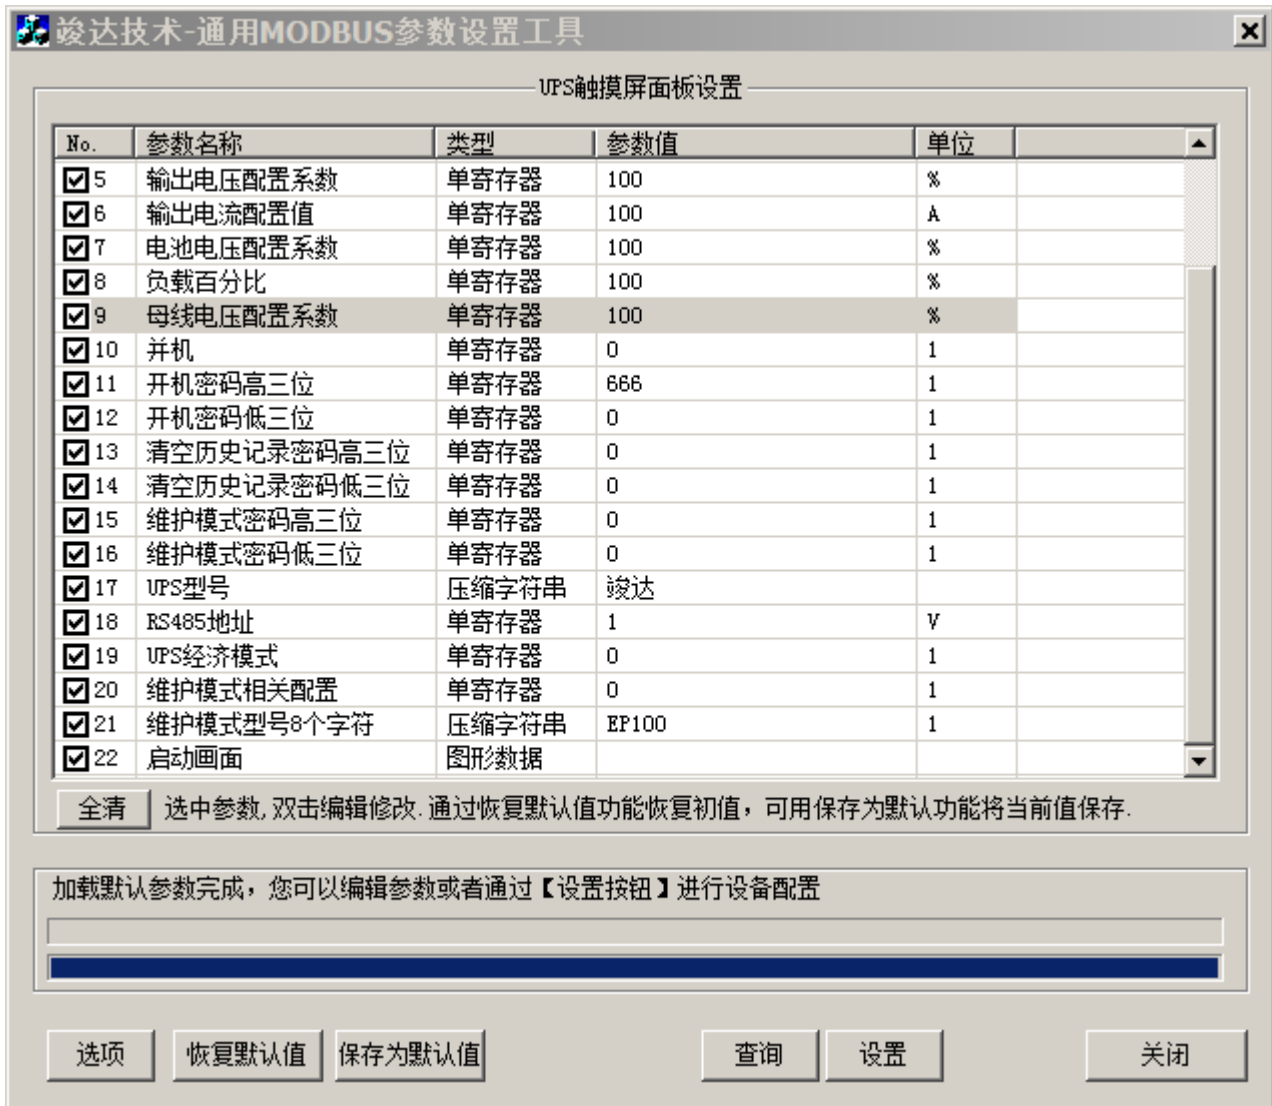 竣达技术-通用MODBUS参数设置工具
UPS触摸屏面板设置
No. 参数名称 类型 参数值 单位
5 输出电压配置系数 单寄存器 100 %
6 输出电流配置值 单寄存器 100 A
7 电池电压配置系数 单寄存器 100 %
8 负载百分比 单寄存器 100 %
9 母线电压配置系数 单寄存器 100 %
10 并机 单寄存器 0 1
11 开机密码高三位 单寄存器 666 1
12 开机密码低三位 单寄存器 0 1
13 清空历史记录密码高三位 单寄存器 0 1
14 清空历史记录密码低三位 单寄存器 0 1
15 维护模式密码高三位 单寄存器 0 1
16 维护模式密码低三位 单寄存器 0 1
17 UPS型号 压缩字符串 竣达
18 RS485地址 单寄存器 1 V
19 UPS经济模式 单寄存器 0 1
20 维护模式相关配置 单寄存器 0 1
21 维护模式型号8个字符 压缩字符串 EP100 1
22 启动画面 图形数据
全清 选中参数,双击编辑修改.通过恢复默认值功能恢复初值，可用保存为默认功能将当前值保存.
加载默认参数完成，您可以编辑参数或者通过【设置按钮】进行设备配置
选项 恢复默认值 保存为默认值 查询 设置 关闭